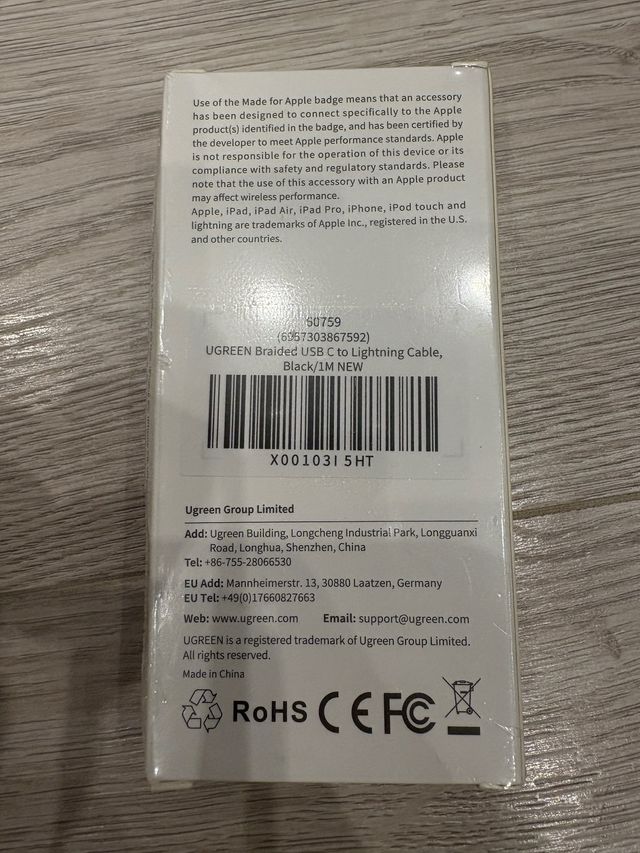 Use of the Made for Apple badge means that an accessory
has been designed to connect specifically to the Apple
product(s) identified in the badge, and has been certified by
the developer to meet Apple performance standards. Apple
is not responsible for the operation of this device or its
compliance with safety and regulatory standards. Please
note that the use of this accessory with an Apple product
may affect wireless performance.
Apple, iPad, iPad Air, iPad Pro, iPhone, iPod touch and
lightning are trademarks of Apple Inc., registered in the U.S.
and other countries.
60759
(6957303867592)
UGREEN Braided USB C to Lightning Cable,
Black/1M NEW
X00103I5HT
Ugreen Group Limited
Add: Ugreen Building, Longcheng Industrial Park, Longguanxi
Road, Longhua, Shenzhen, China
Tel: +86-755-28066530
EU Add: Mannheimerstr. 13, 30880 Laatzen, Germany
EU Tel: +49(0)17660827663
Web: www.ugreen.com Email: support@ugreen.com
UGREEN is a registered trademark of Ugreen Group Limited.
All rights reserved.
Made in China
RoHS CE FC